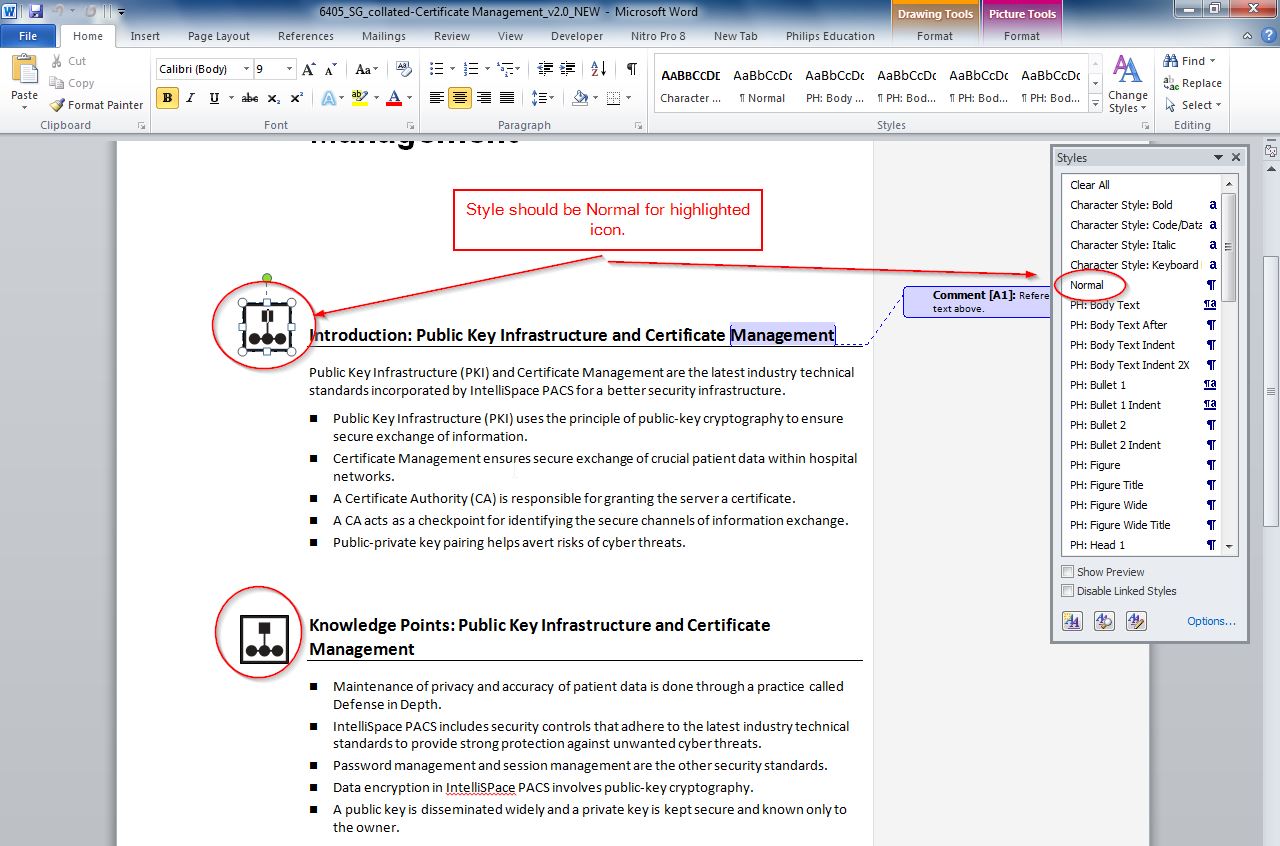 6405_SG_collated-Certificate Management_v2.0_NEW - Microsoft Word
Drawing Tools
Picture Tools
File
Home
Insert
Page Layout
References
Mailings
Review
View
Developer
Nitro Pro 8
New Tab
Philips Education
Format
Format
Paste
Cut
Copy
Format Painter
Clipboard
Calibri (Body)
9
Font
Paragraph
AABBCCDI
AaBbCcDc
AaBbCcDc
AaBbCcDc
AaBbCcDc
AaBbCcDc
Character ...
¶ Normal
PH: Body ...
¶ PH: Bod...
¶ PH: Bod...
¶ PH: Bod...
Change
Styles
Styles
Find
Replace
Select
Editing
Management
Style should be Normal for highlighted
icon.
Comment [A1]: Refere
text above.
Introduction: Public Key Infrastructure and Certificate Management
Public Key Infrastructure (PKI) and Certificate Management are the latest industry technical
standards incorporated by IntelliSpace PACS for a better security infrastructure.
■ Public Key Infrastructure (PKI) uses the principle of public-key cryptography to ensure
secure exchange of information.
■ Certificate Management ensures secure exchange of crucial patient data within hospital
networks.
■ A Certificate Authority (CA) is responsible for granting the server a certificate.
■ A CA acts as a checkpoint for identifying the secure channels of information exchange.
■ Public-private key pairing helps avert risks of cyber threats.
Knowledge Points: Public Key Infrastructure and Certificate
Management
■ Maintenance of privacy and accuracy of patient data is done through a practice called
Defense in Depth.
■ IntelliSpace PACS includes security controls that adhere to the latest industry technical
standards to provide strong protection against unwanted cyber threats.
■ Password management and session management are the other security standards.
■ Data encryption in IntelliSPace PACS involves public-key cryptography.
■ A public key is disseminated widely and a private key is kept secure and known only to
the owner.
Styles
Clear All
Character Style: Bold a
Character Style: Code/Data a
Character Style: Italic a
Character Style: Keyboard a
Normal ¶
PH: Body Text ¶a
PH: Body Text After ¶
PH: Body Text Indent ¶
PH: Body Text Indent 2X ¶
PH: Bullet 1 ¶a
PH: Bullet 1 Indent ¶a
PH: Bullet 2 ¶
PH: Bullet 2 Indent ¶
PH: Figure ¶
PH: Figure Title ¶
PH: Figure Wide ¶
PH: Figure Wide Title ¶
PH: Head 1 ¶
Show Preview
Disable Linked Styles
Options...